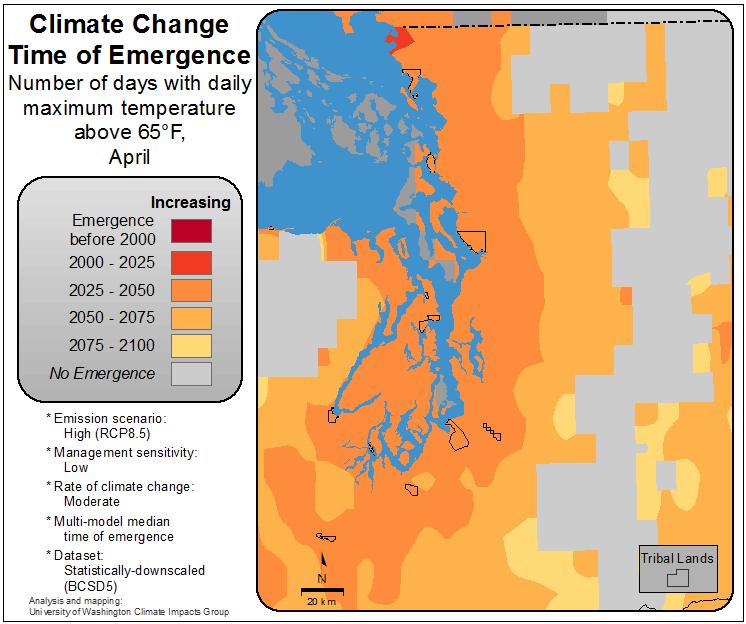 Climate Change
Time of Emergence
Number of days with daily
maximum temperature
above 65°F,
April
Increasing
Emergence
before 2000
2000 - 2025
2025 - 2050
2050 - 2075
2075 - 2100
No Emergence
* Emission scenario:
High (RCP8.5)
* Management sensitivity:
Low
* Rate of climate change:
Moderate
* Multi-model median
time of emergence
* Dataset:
Statistically-downscaled
(BCSD5)
Analysis and mapping:
University of Washington Climate Impacts Group
N
20 km
Tribal Lands